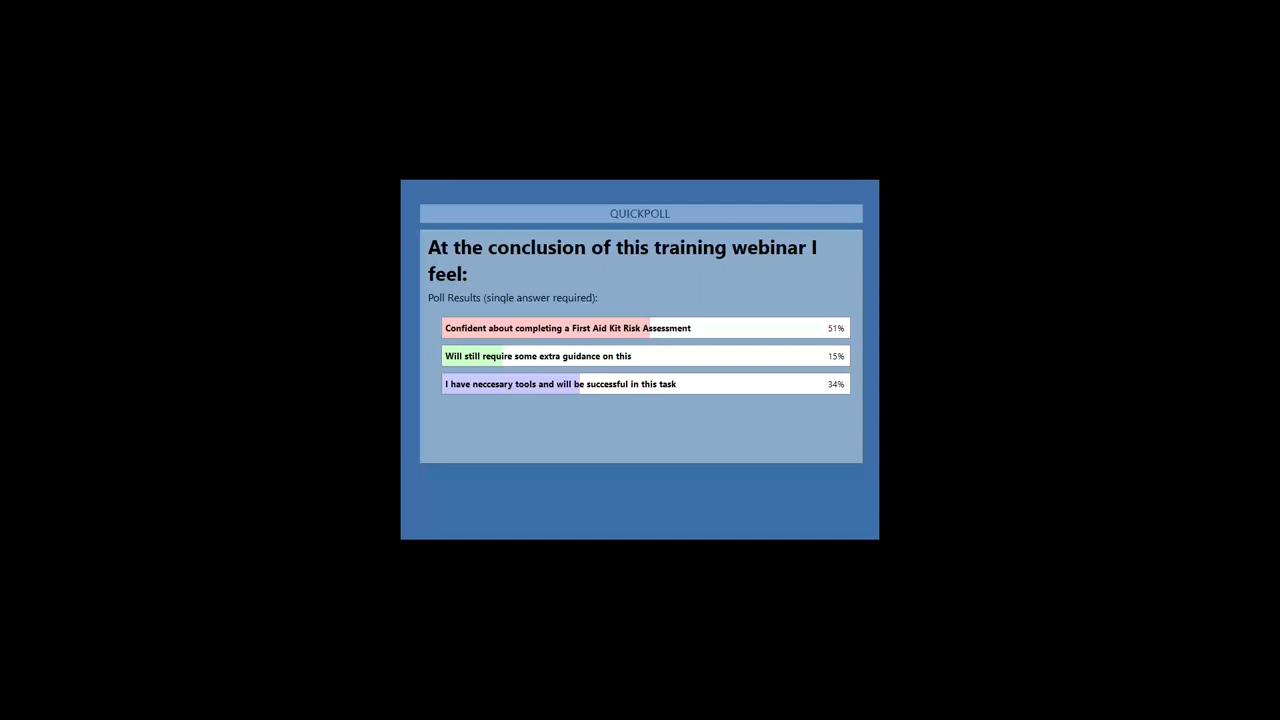 QUICKPOLL
At the conclusion of this training webinar I
feel:
Poll Results (single answer required):
Confident about completing a First Aid Kit Risk Assessment 51%
Will still require some extra guidance on this 15%
I have neccesary tools and will be successful in this task 34%